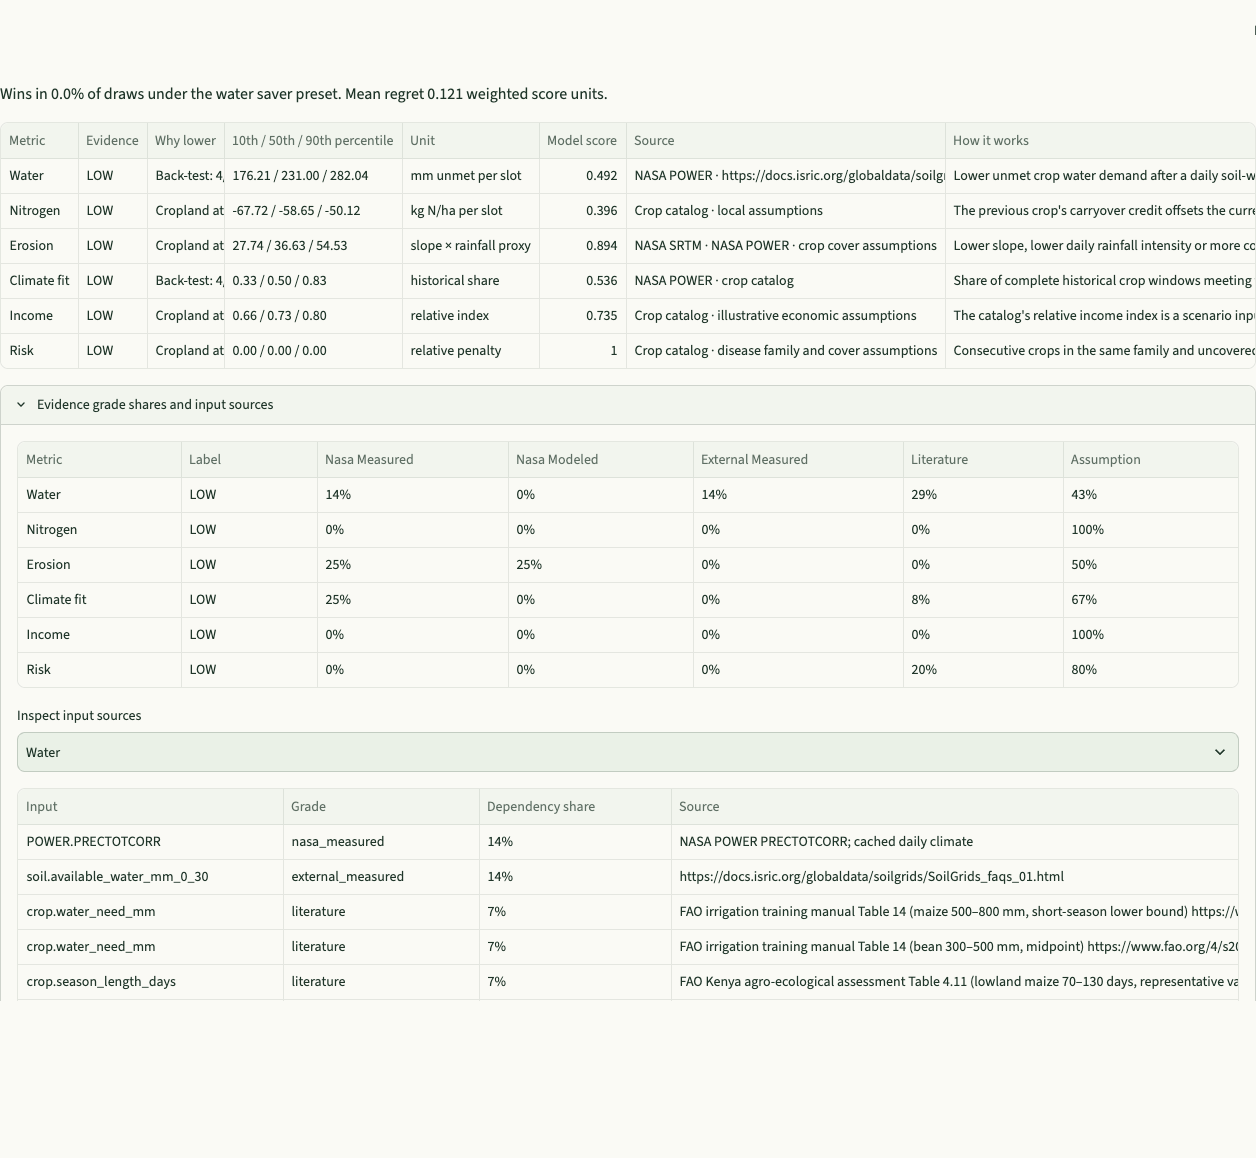 Wins in 0.0% of draws under the water saver preset. Mean regret 0.121 weighted score units.
Metric Evidence Why lower 10th / 50th / 90th percentile Unit Model score Source How it works
Water LOW Back-test: 4, 176.21 / 231.00 / 282.04 mm unmet per slot 0.492 NASA POWER · https://docs.isric.org/globaldata/soilg Lower unmet crop water demand after a daily soil-w
Nitrogen LOW Cropland at -67.72 / -58.65 / -50.12 kg N/ha per slot 0.396 Crop catalog · local assumptions The previous crop's carryover credit offsets the curre
Erosion LOW Cropland at 27.74 / 36.63 / 54.53 slope × rainfall proxy 0.894 NASA SRTM · NASA POWER · crop cover assumptions Lower slope, lower daily rainfall intensity or more co
Climate fit LOW Back-test: 4, 0.33 / 0.50 / 0.83 historical share 0.536 NASA POWER · crop catalog Share of complete historical crop windows meeting
Income LOW Cropland at 0.66 / 0.73 / 0.80 relative index 0.735 Crop catalog · illustrative economic assumptions The catalog's relative income index is a scenario inpu
Risk LOW Cropland at 0.00 / 0.00 / 0.00 relative penalty 1 Crop catalog · disease family and cover assumptions Consecutive crops in the same family and uncovered
Evidence grade shares and input sources
Metric Label Nasa Measured Nasa Modeled External Measured Literature Assumption
Water LOW 14% 0% 14% 29% 43%
Nitrogen LOW 0% 0% 0% 0% 100%
Erosion LOW 25% 25% 0% 0% 50%
Climate fit LOW 25% 0% 0% 8% 67%
Income LOW 0% 0% 0% 0% 100%
Risk LOW 0% 0% 0% 20% 80%
Inspect input sources
Water
Input Grade Dependency share Source
POWER.PRECTOTCORR nasa_measured 14% NASA POWER PRECTOTCORR; cached daily climate
soil.available_water_mm_0_30 external_measured 14% https://docs.isric.org/globaldata/soilgrids/SoilGrids_faqs_01.html
crop.water_need_mm literature 7% FAO irrigation training manual Table 14 (maize 500–800 mm, short-season lower bound) https://w
crop.water_need_mm literature 7% FAO irrigation training manual Table 14 (bean 300–500 mm, midpoint) https://www.fao.org/4/s20
crop.season_length_days literature 7% FAO Kenya agro-ecological assessment Table 4.11 (lowland maize 70–130 days, representative va